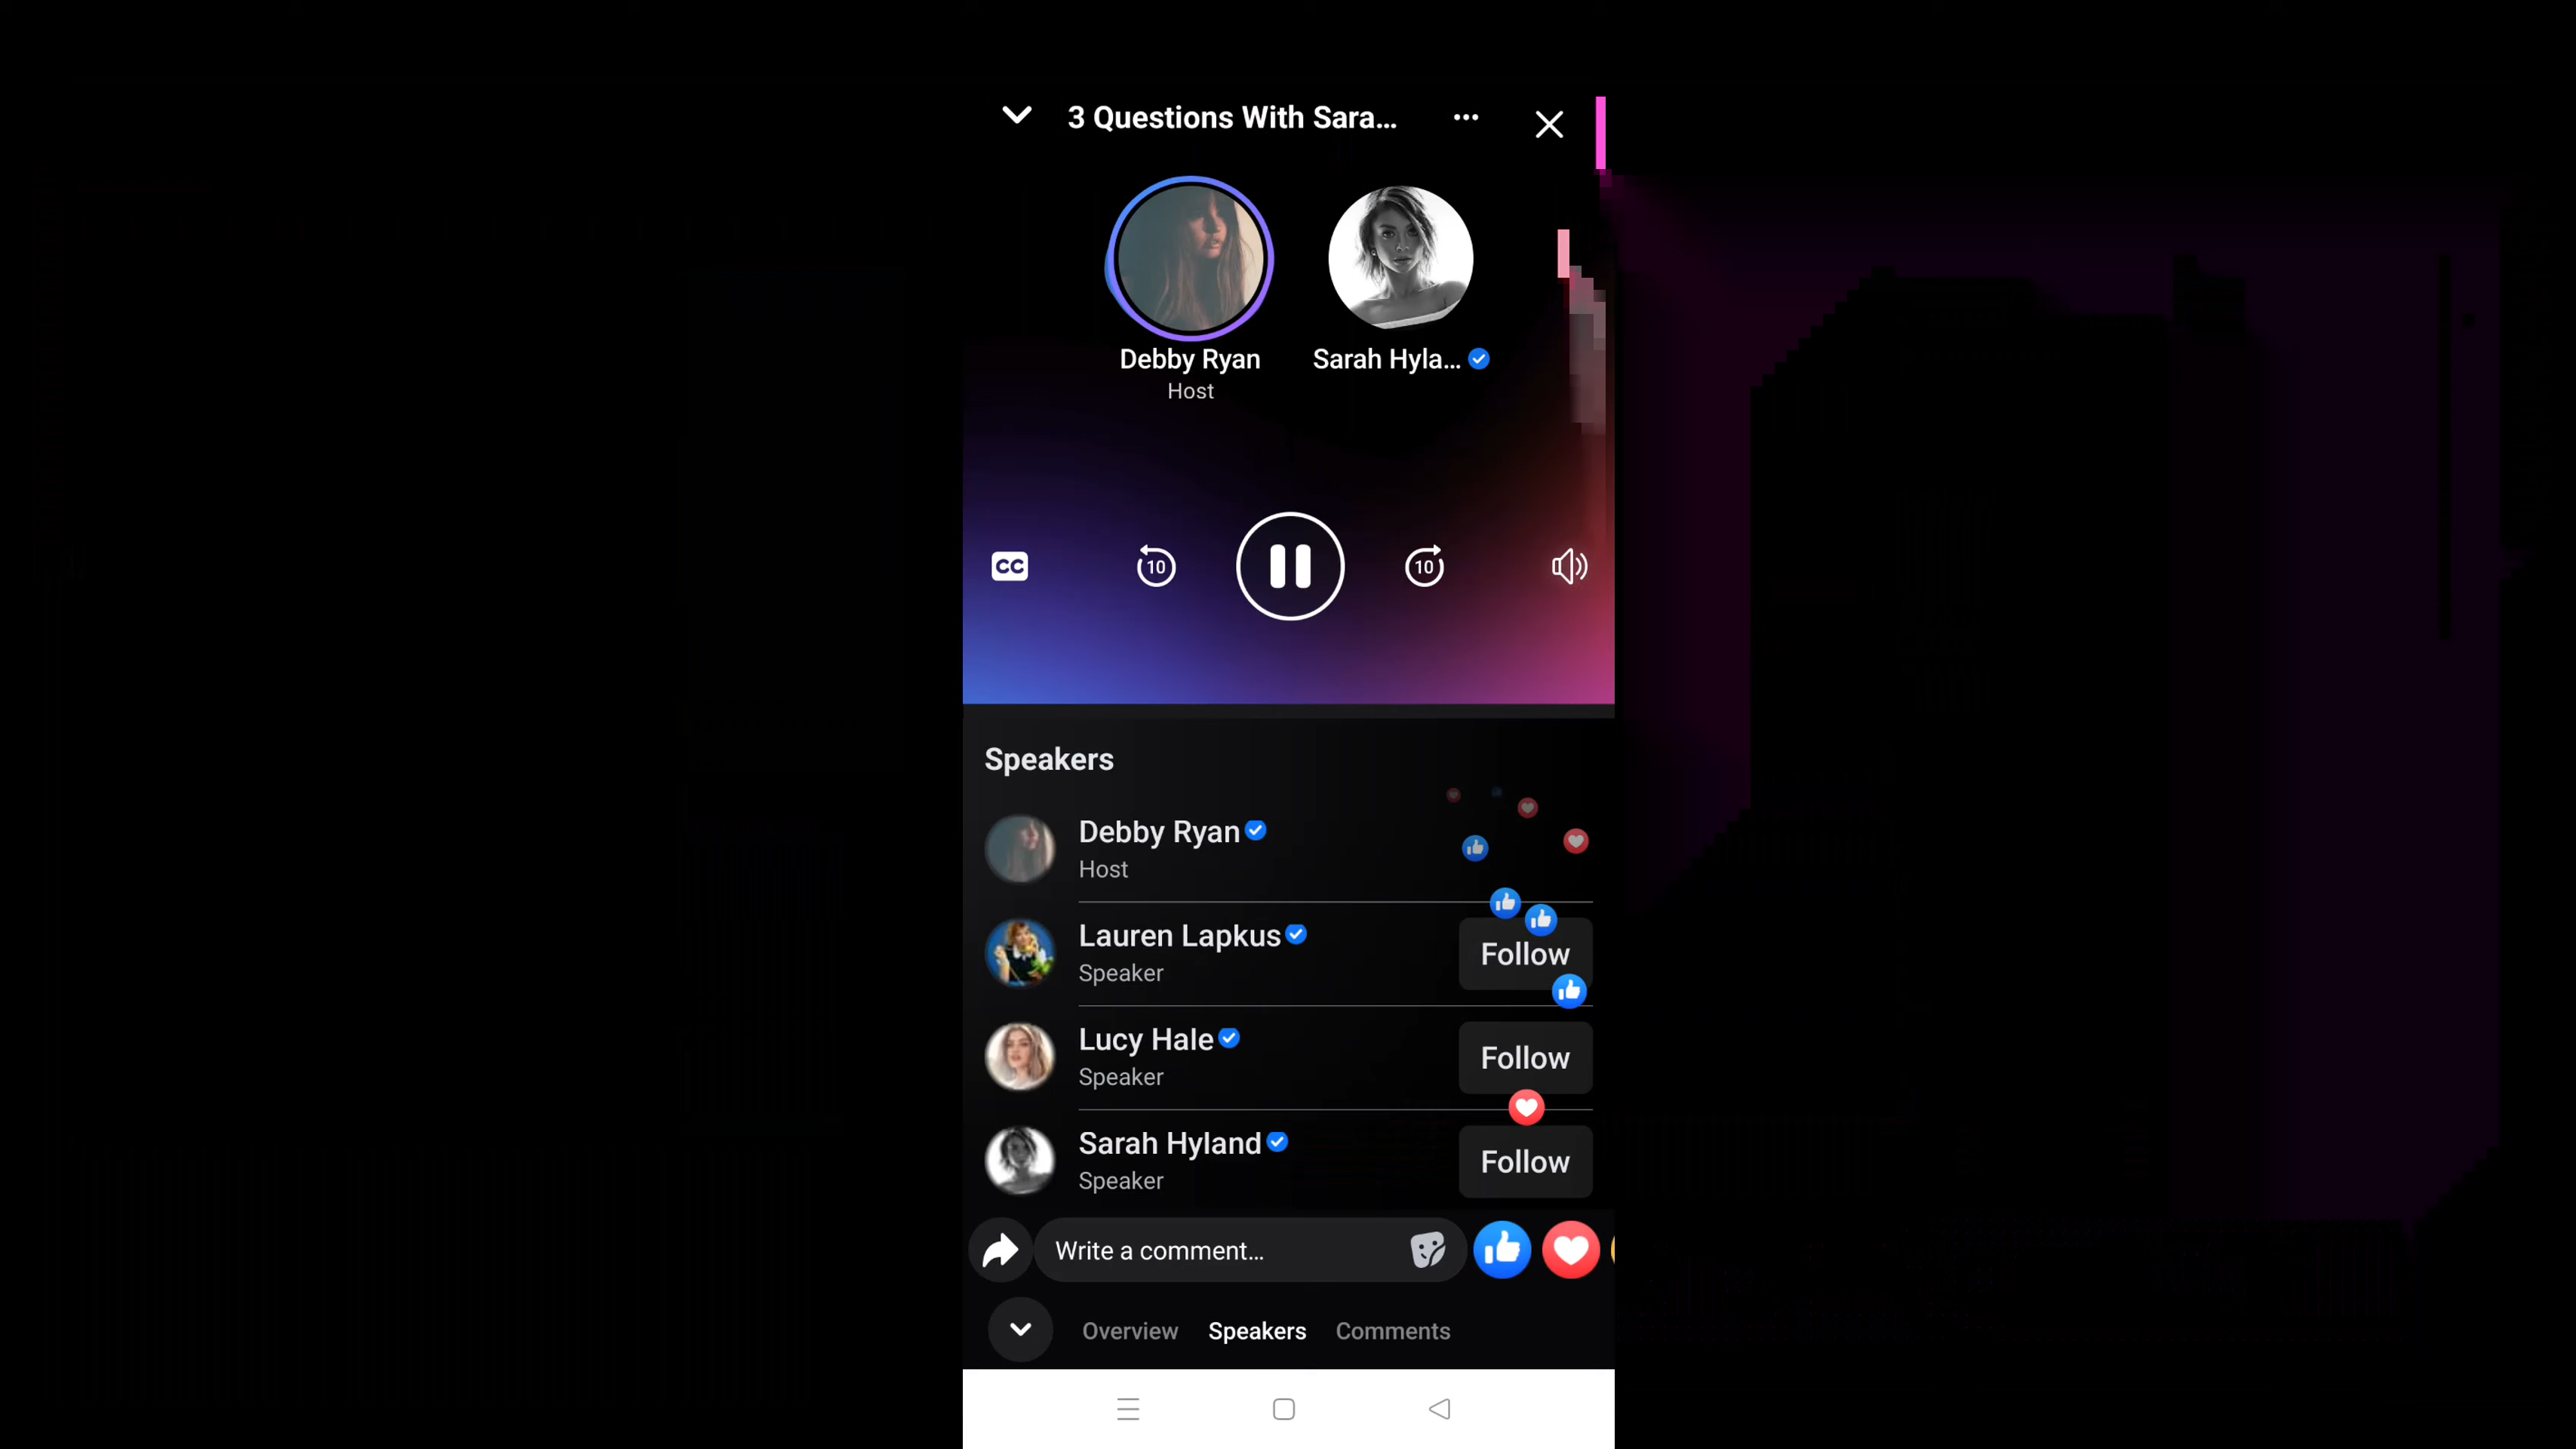 3 Questions With Sara...
Debby Ryan
Host
Sarah Hyla...
CC
10
10
Speakers
Debby Ryan
Host
Lauren Lapkus
Speaker
Follow
Lucy Hale
Speaker
Follow
Sarah Hyland
Speaker
Follow
Write a comment...
Overview
Speakers
Comments